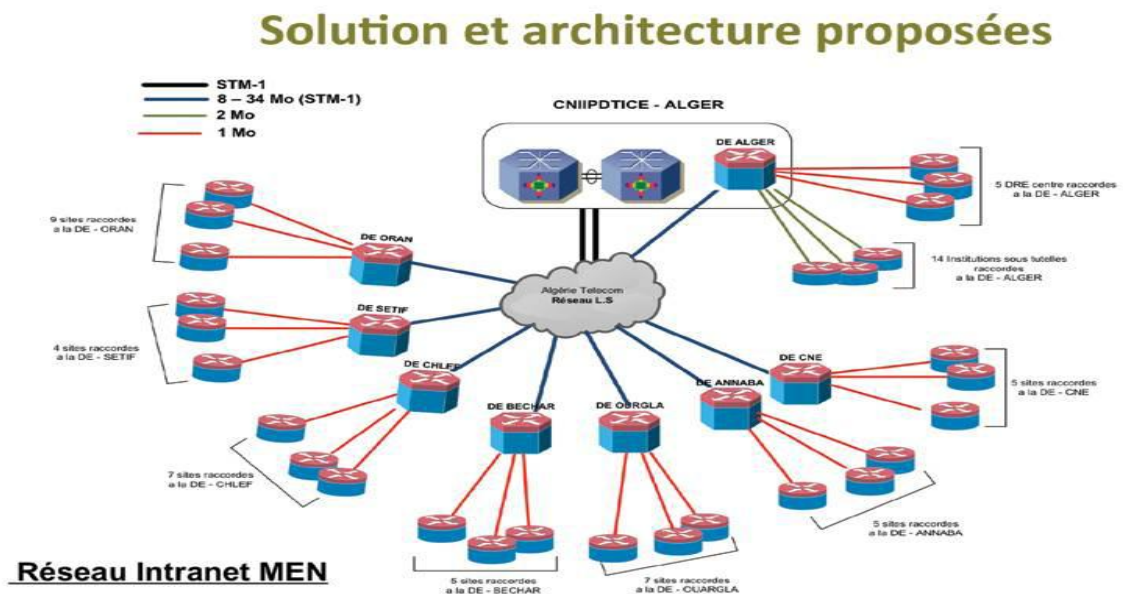 Solution et architecture proposées
STM-1
8 – 34 Mo (STM-1)
2 Mo
1 Mo
CNIIPDTICE - ALGER
DE ALGER
5 DRE centre raccordes
a la DE - ALGER
14 Institutions sous tutelles
raccordes
a la DE - ALGER
9 sites raccordes
a la DE - ORAN
DE ORAN
Algérie Telecom
Réseau L.S
DE SETIF
4 sites raccordes
a la DE - SETIF
DE CHLEF
DE CNE
5 sites raccordes
a la DE - CNE
DE ANNABA
DE BECHAR
DE OURGLA
7 sites raccordes
a la DE - CHLEF
5 sites raccordes
a la DE - ANNABA
5 sites raccordes
a la DE - BECHAR
7 sites raccordes
a la DE - OUARGLA
Réseau Intranet MEN